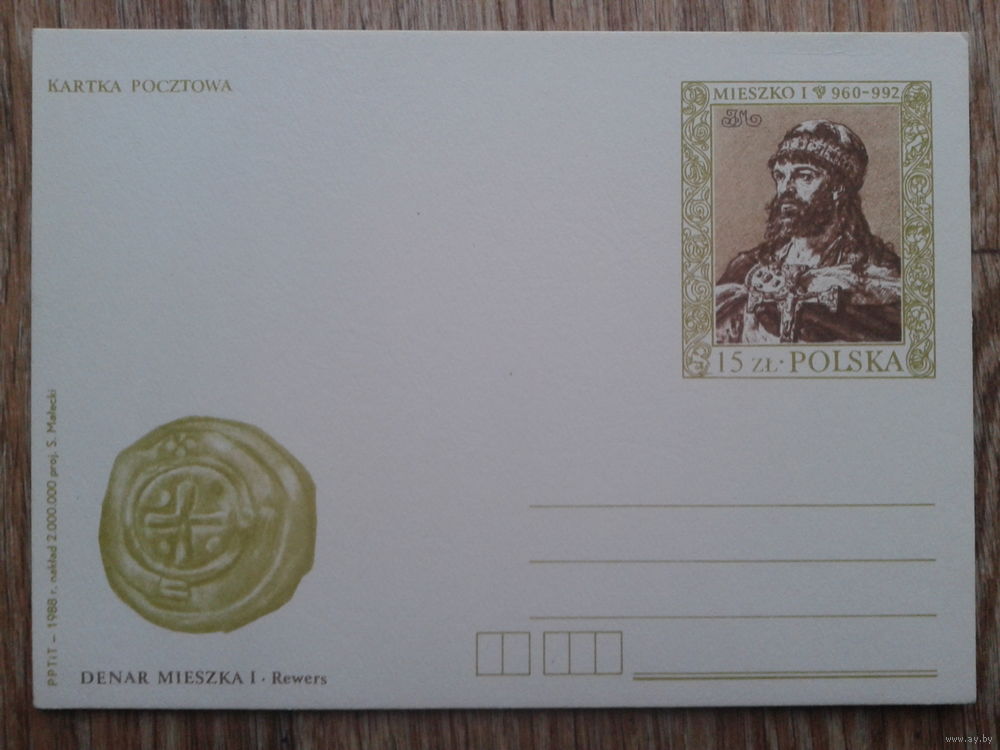 KARTKA POCZTOWA
MIESZKO I 960-992
JM
15 ZŁ · POLSKA
PPTiT – 1988 r. nakład 2.000.000 proj. S. Małecki
DENAR MIESZKA I · Rewers
www.ay.by